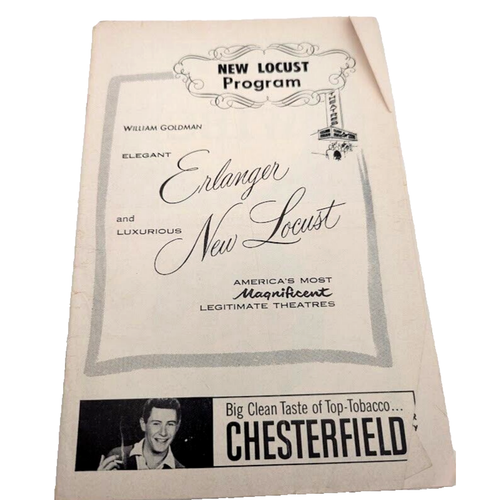 NEW LOCUST
Program
THEATRE
WILLIAM GOLDMAN
ELEGANT
Erlanger
and
LUXURIOUS
New Locust
AMERICA'S MOST
Magnificent
LEGITIMATE THEATRES
Big Clean Taste of Top-Tobacco...
CHESTERFIELD
&
Y